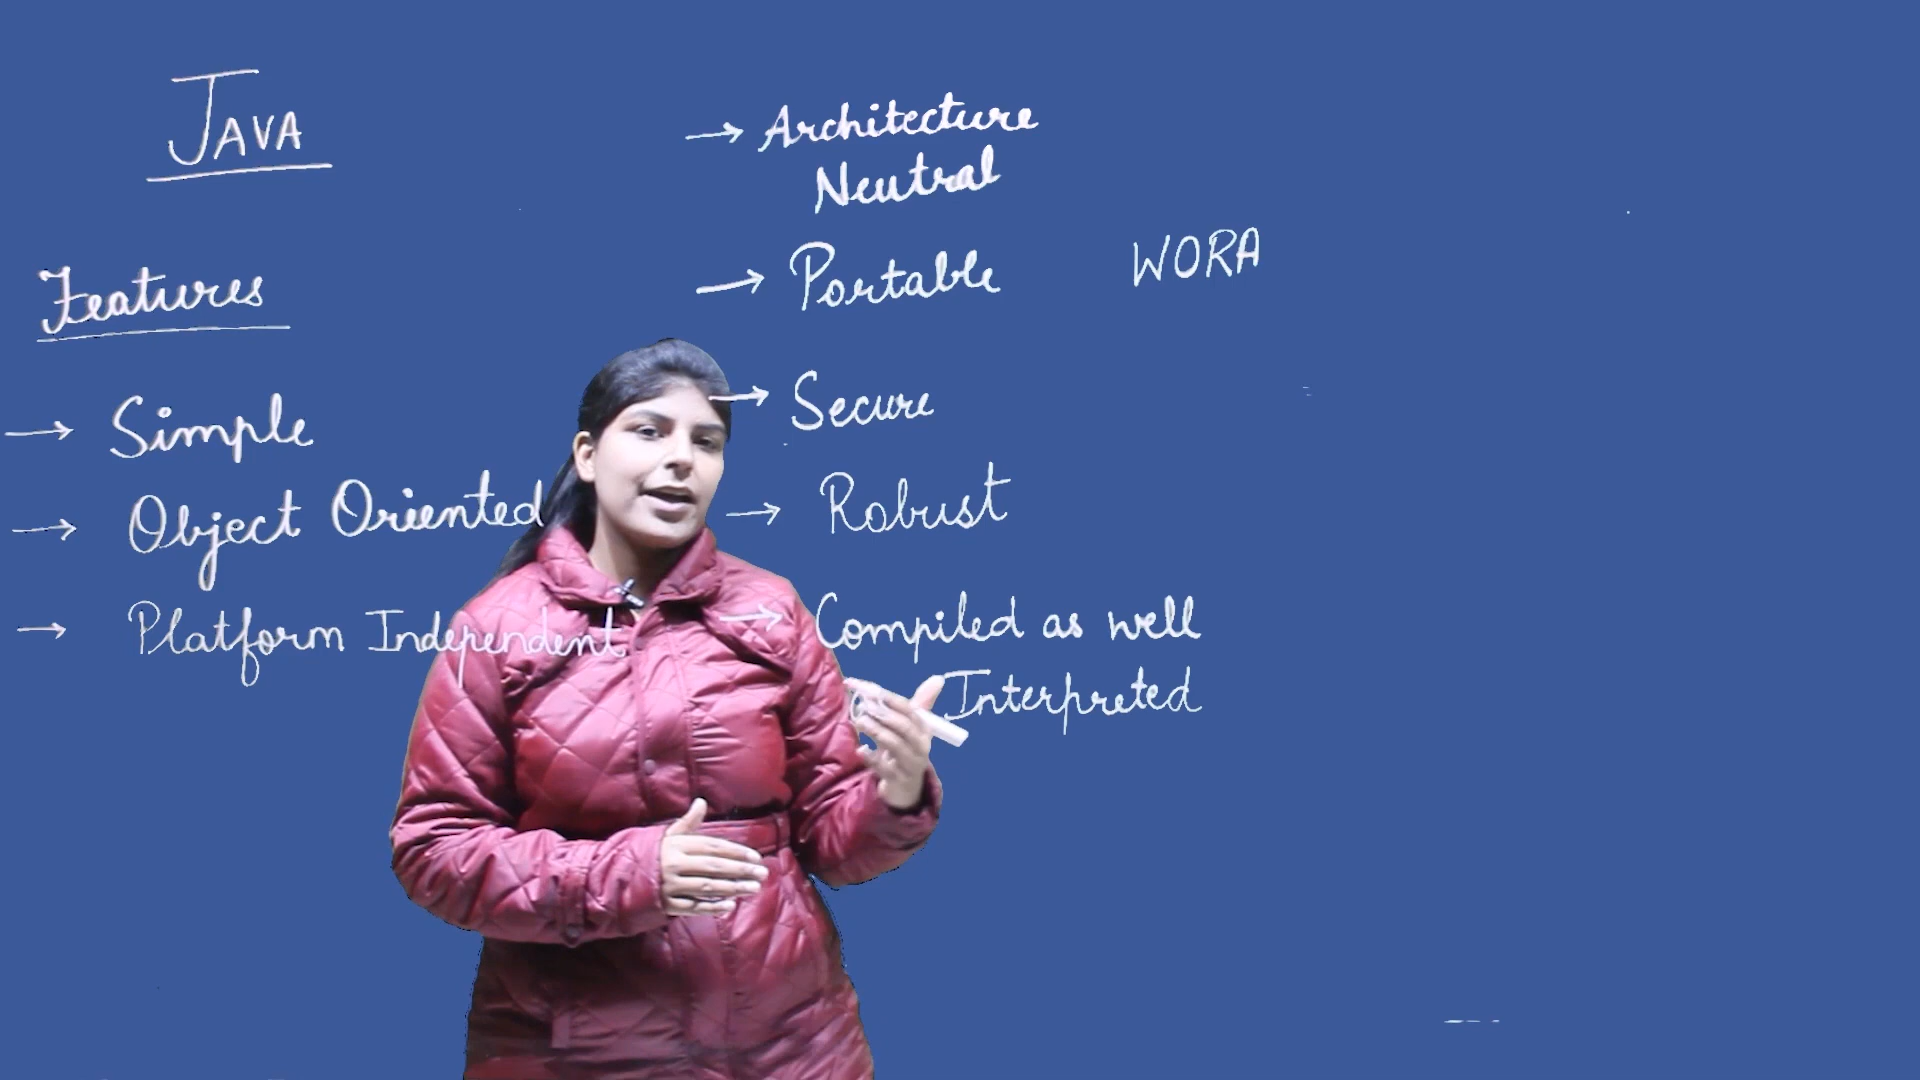 JAVA
Features
→ Simple
→ Object Oriented
→ Platform Independent
→ Architecture
Neutral
→ Portable WORA
→ Secure
→ Robust
→ Compiled as well
Interpreted